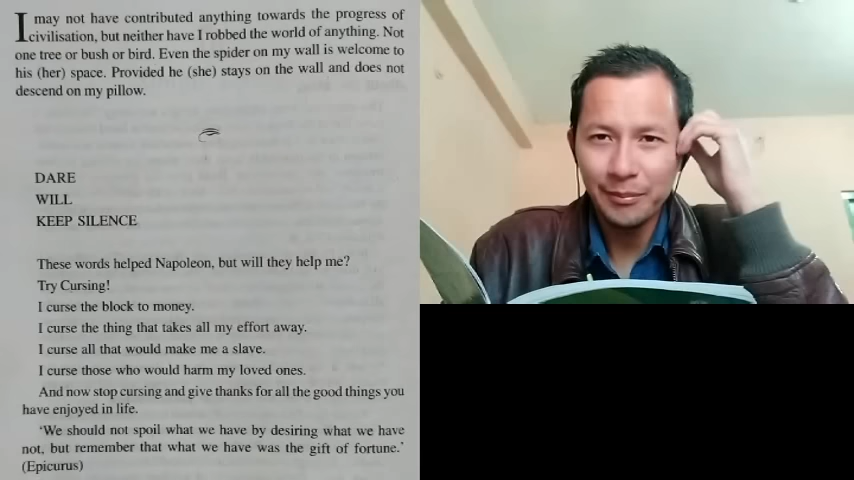 I may not have contributed anything towards the progress of
civilisation, but neither have I robbed the world of anything. Not
one tree or bush or bird. Even the spider on my wall is welcome to
his (her) space. Provided he (she) stays on the wall and does not
descend on my pillow.
DARE
WILL
KEEP SILENCE
These words helped Napoleon, but will they help me?
Try Cursing!
I curse the block to money.
I curse the thing that takes all my effort away.
I curse all that would make me a slave.
I curse those who would harm my loved ones.
And now stop cursing and give thanks for all the good things you
have enjoyed in life.
'We should not spoil what we have by desiring what we have
not, but remember that what we have was the gift of fortune.'
(Epicurus)